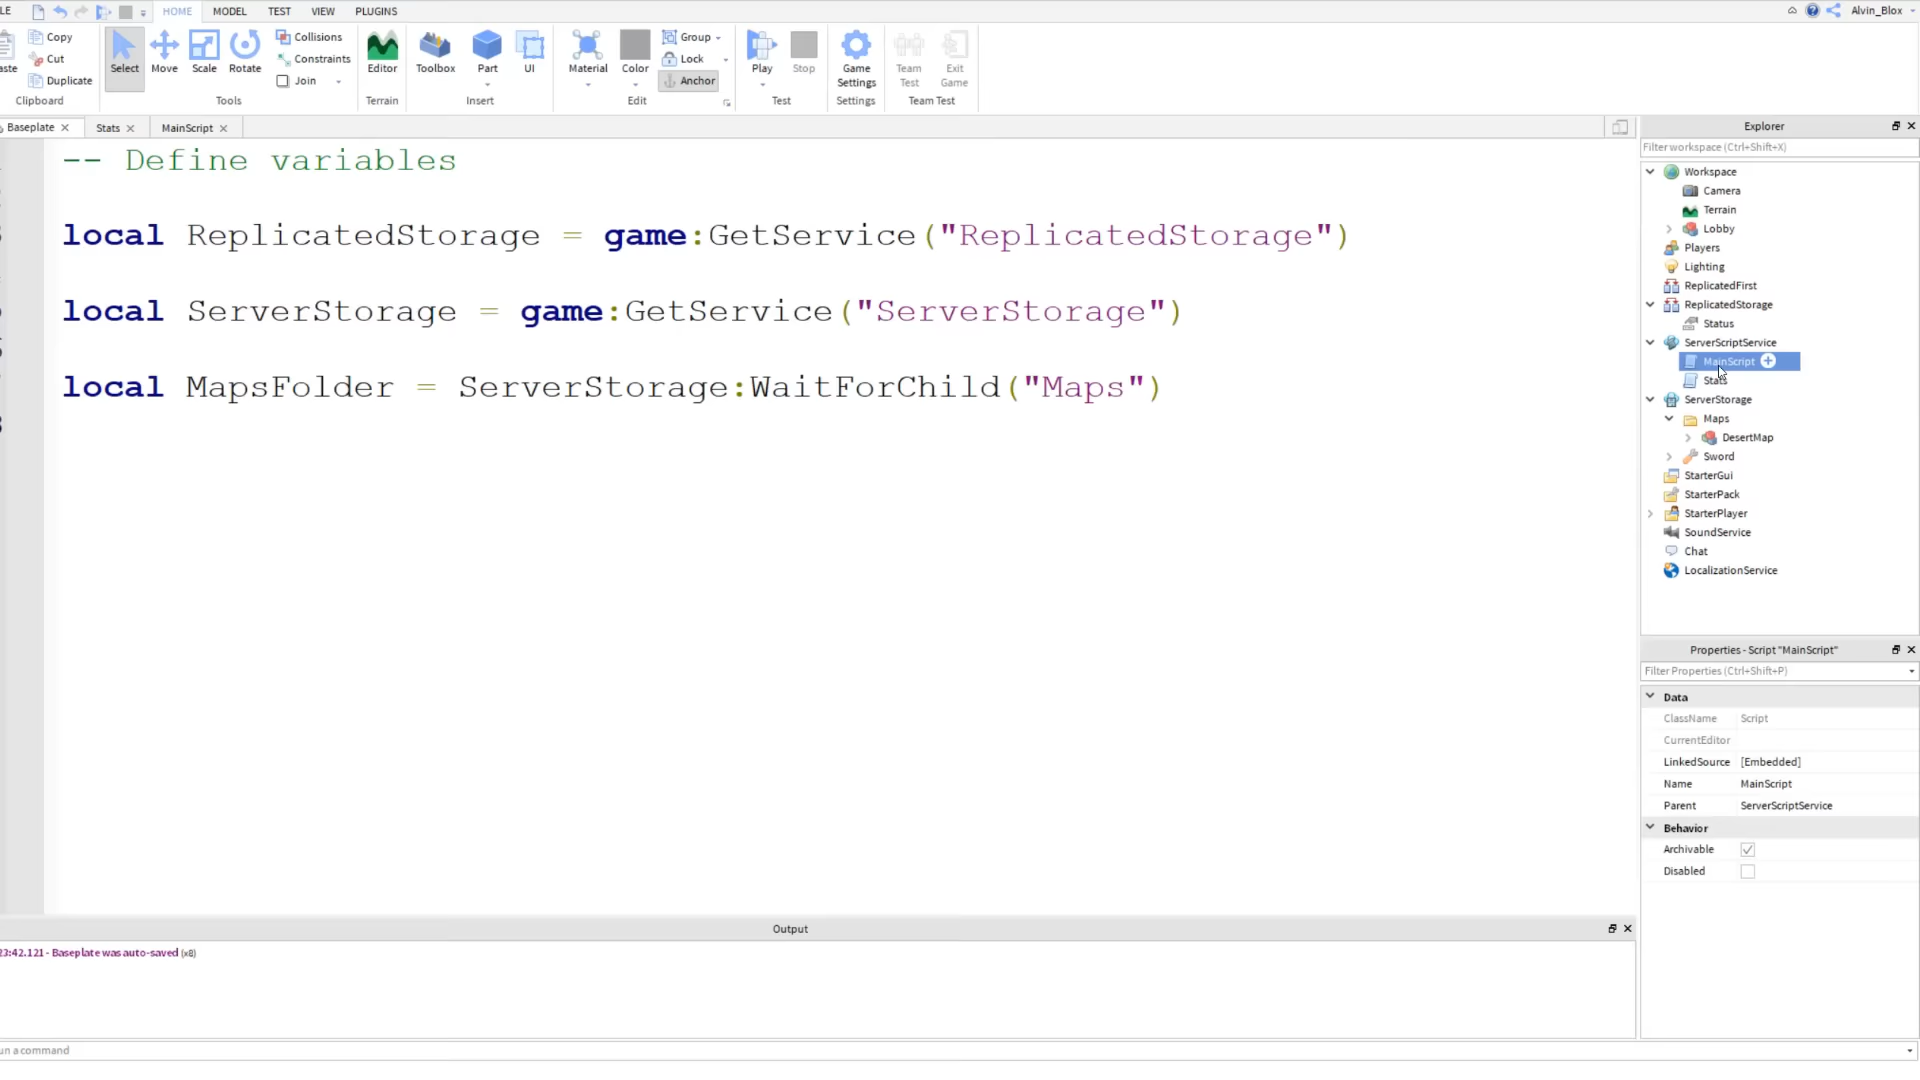 LE HOME MODEL TEST VIEW PLUGINS Alvin_Blox
Copy
Cut
Duplicate
aste
Clipboard
Select Move Scale Rotate
Collisions
Constraints
Join
Tools
Editor
Terrain
Toolbox Part UI
Insert
Material Color
Group
Lock
Anchor
Edit
Play Stop
Test
Game
Settings
Settings
Team
Test
Exit
Game
Team Test
Baseplate Stats MainScript
-- Define variables
local ReplicatedStorage = game:GetService("ReplicatedStorage")
local ServerStorage = game:GetService("ServerStorage")
local MapsFolder = ServerStorage:WaitForChild("Maps")
Explorer
Filter workspace (Ctrl+Shift+X)
Workspace
Camera
Terrain
Lobby
Players
Lighting
ReplicatedFirst
ReplicatedStorage
Status
ServerScriptService
MainScript
Stats
ServerStorage
Maps
DesertMap
Sword
StarterGui
StarterPack
StarterPlayer
SoundService
Chat
LocalizationService
Properties - Script "MainScript"
Filter Properties (Ctrl+Shift+P)
Data
ClassName Script
CurrentEditor
LinkedSource [Embedded]
Name MainScript
Parent ServerScriptService
Behavior
Archivable
Disabled
Output
23:42.121 - Baseplate was auto-saved (x8)
un a command